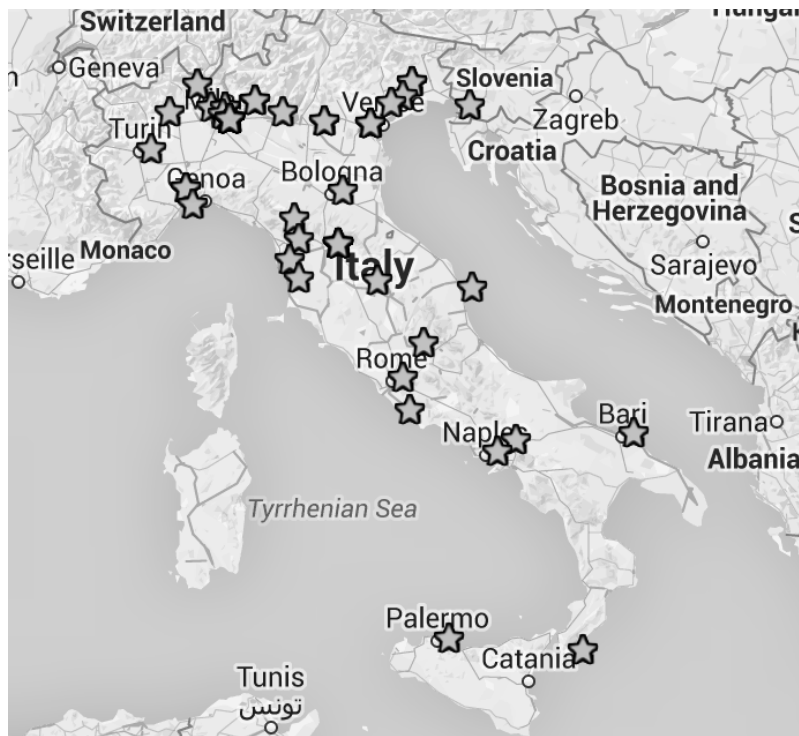 Switzerland
Geneva
Slovenia
Zagreb
Croatia
Turin
Genoa
Bologna
Bosnia and
Herzegovina
Sarajevo
Monaco
Italy
Montenegro
Rome
Bari
Tirana
Albania
Tyrrhenian Sea
Palermo
Catania
Tunis
تونس